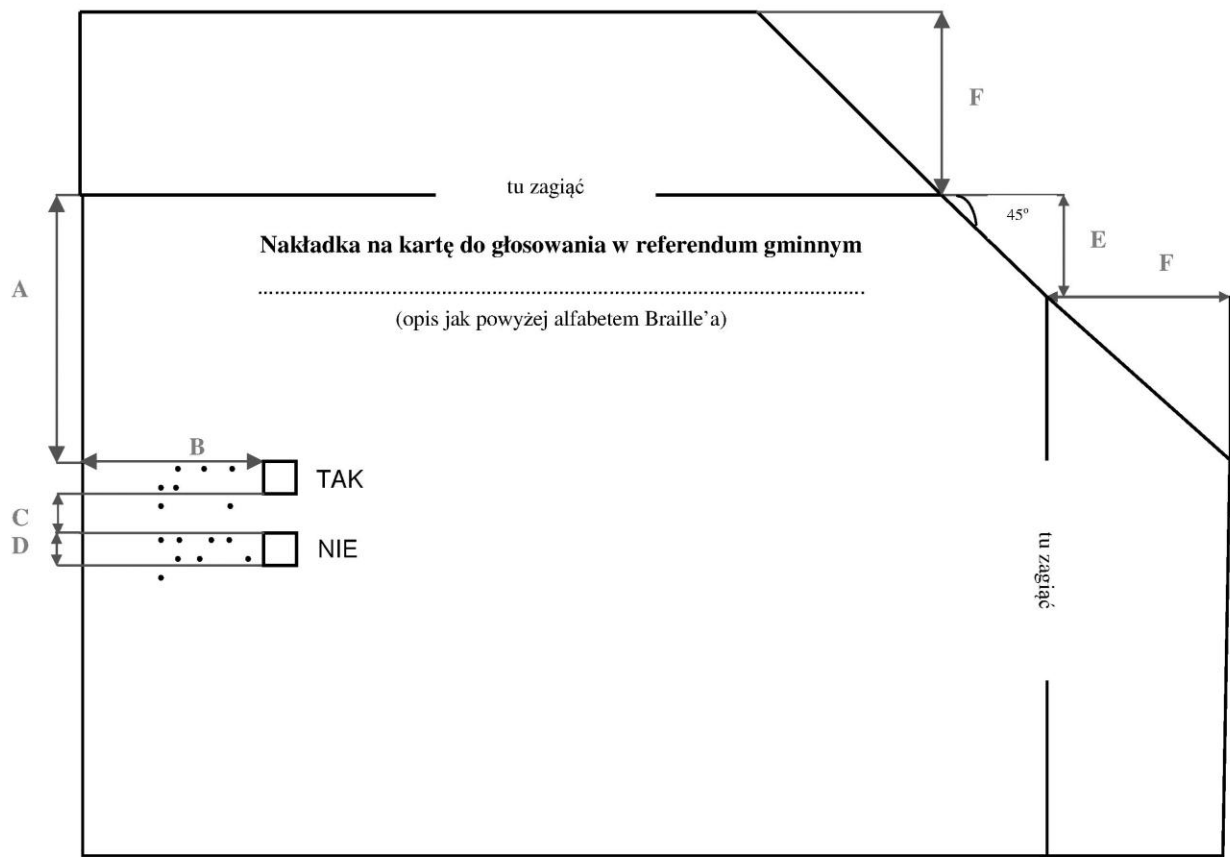 F
tu zagiąć
45°
E
F
A
Nakładka na kartę do głosowania w referendum gminnym
........................................................................................................
(opis jak powyżej alfabetem Braille’a)
B
TAK
C
D
NIE
tu zagiąć